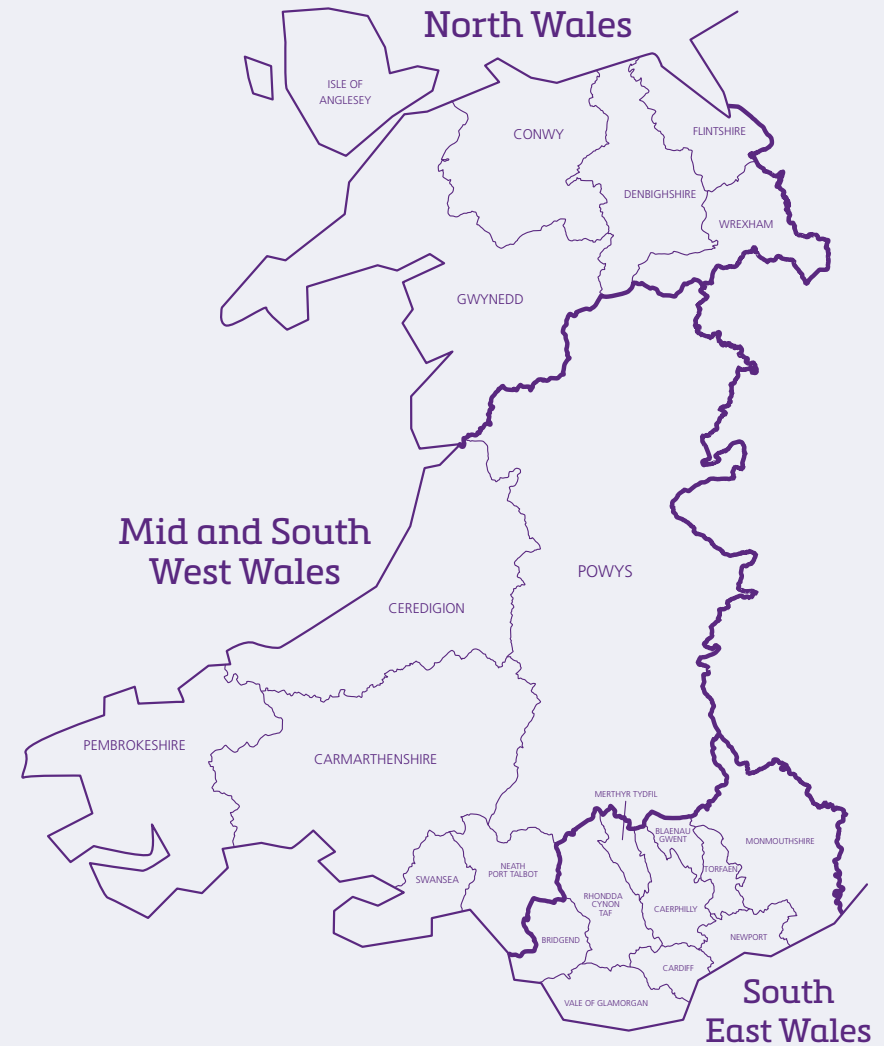 North Wales
ISLE OF
ANGLESEY
CONWY
FLINTSHIRE
DENBIGHSHIRE
WREXHAM
GWYNEDD
Mid and South
West Wales
POWYS
CEREDIGION
PEMBROKESHIRE
CARMARTHENSHIRE
MERTHYR TYDFIL
BLAENAU
GWENT
MONMOUTHSHIRE
TORFAEN
NEATH
PORT TALBOT
SWANSEA
RHONDDA
CYNON
TAF
CAERPHILLY
BRIDGEND
NEWPORT
CARDIFF
VALE OF GLAMORGAN
South
East Wales